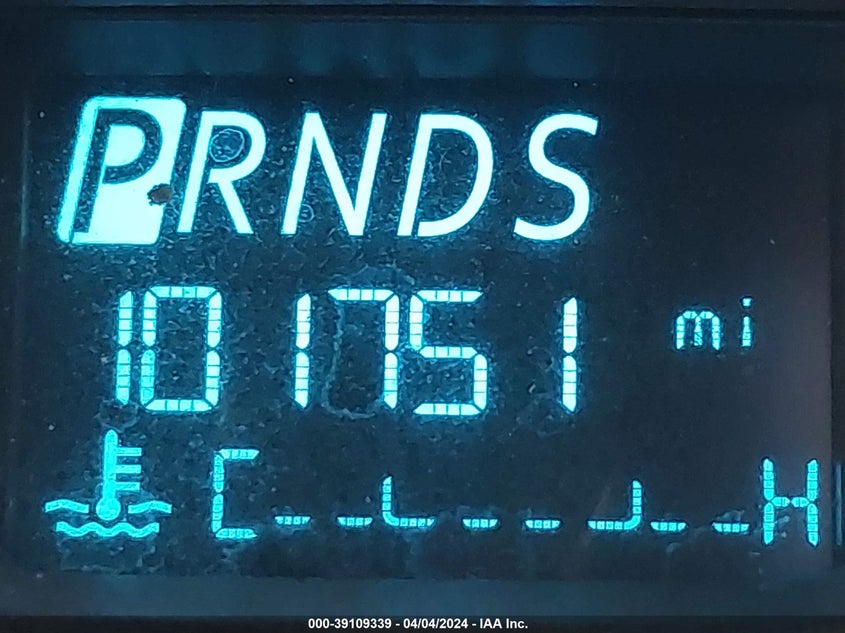 PRNDS
101751 mi
C H
000-39109339 - 04/04/2024 - IAA Inc.